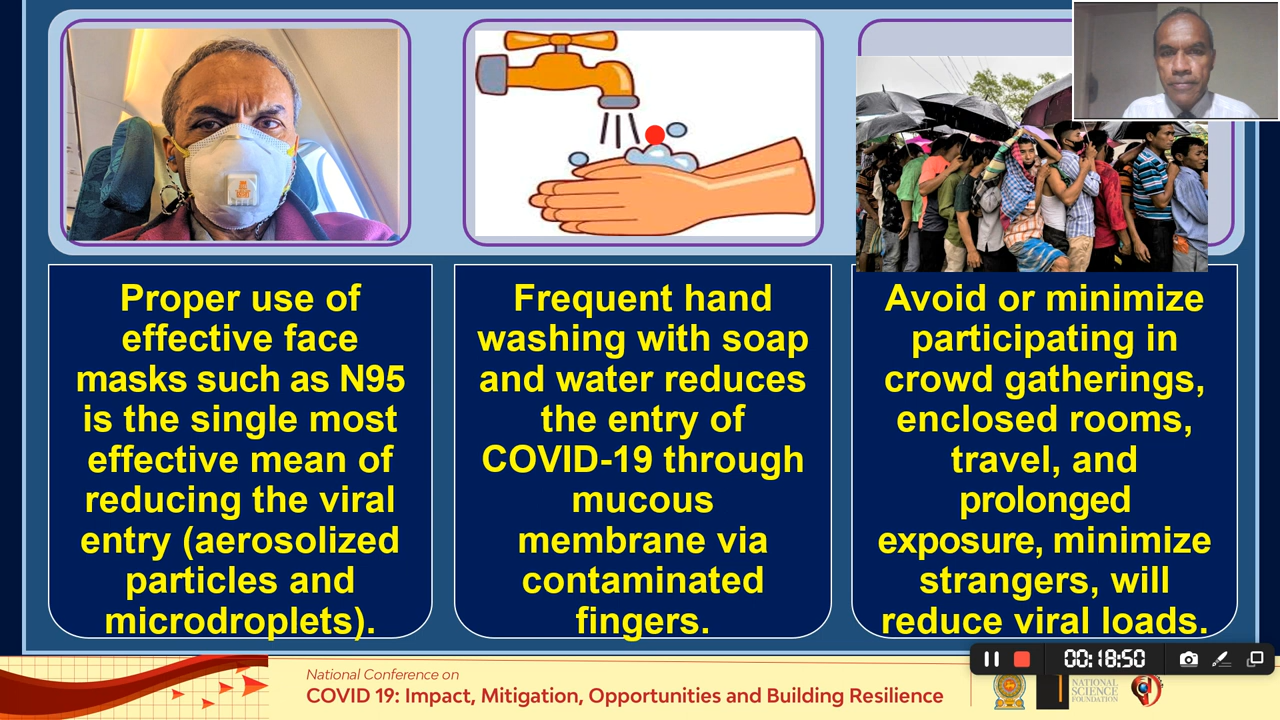 Proper use of
effective face
masks such as N95
is the single most
effective mean of
reducing the viral
entry (aerosolized
particles and
microdroplets).
Frequent hand
washing with soap
and water reduces
the entry of
COVID-19 through
mucous
membrane via
contaminated
fingers.
Avoid or minimize
participating in
crowd gatherings,
enclosed rooms,
travel, and
prolonged
exposure, minimize
strangers, will
reduce viral loads.
00:18:50
National Conference on
COVID 19: Impact, Mitigation, Opportunities and Building Resilience
NATIONAL
SCIENCE
FOUNDATION